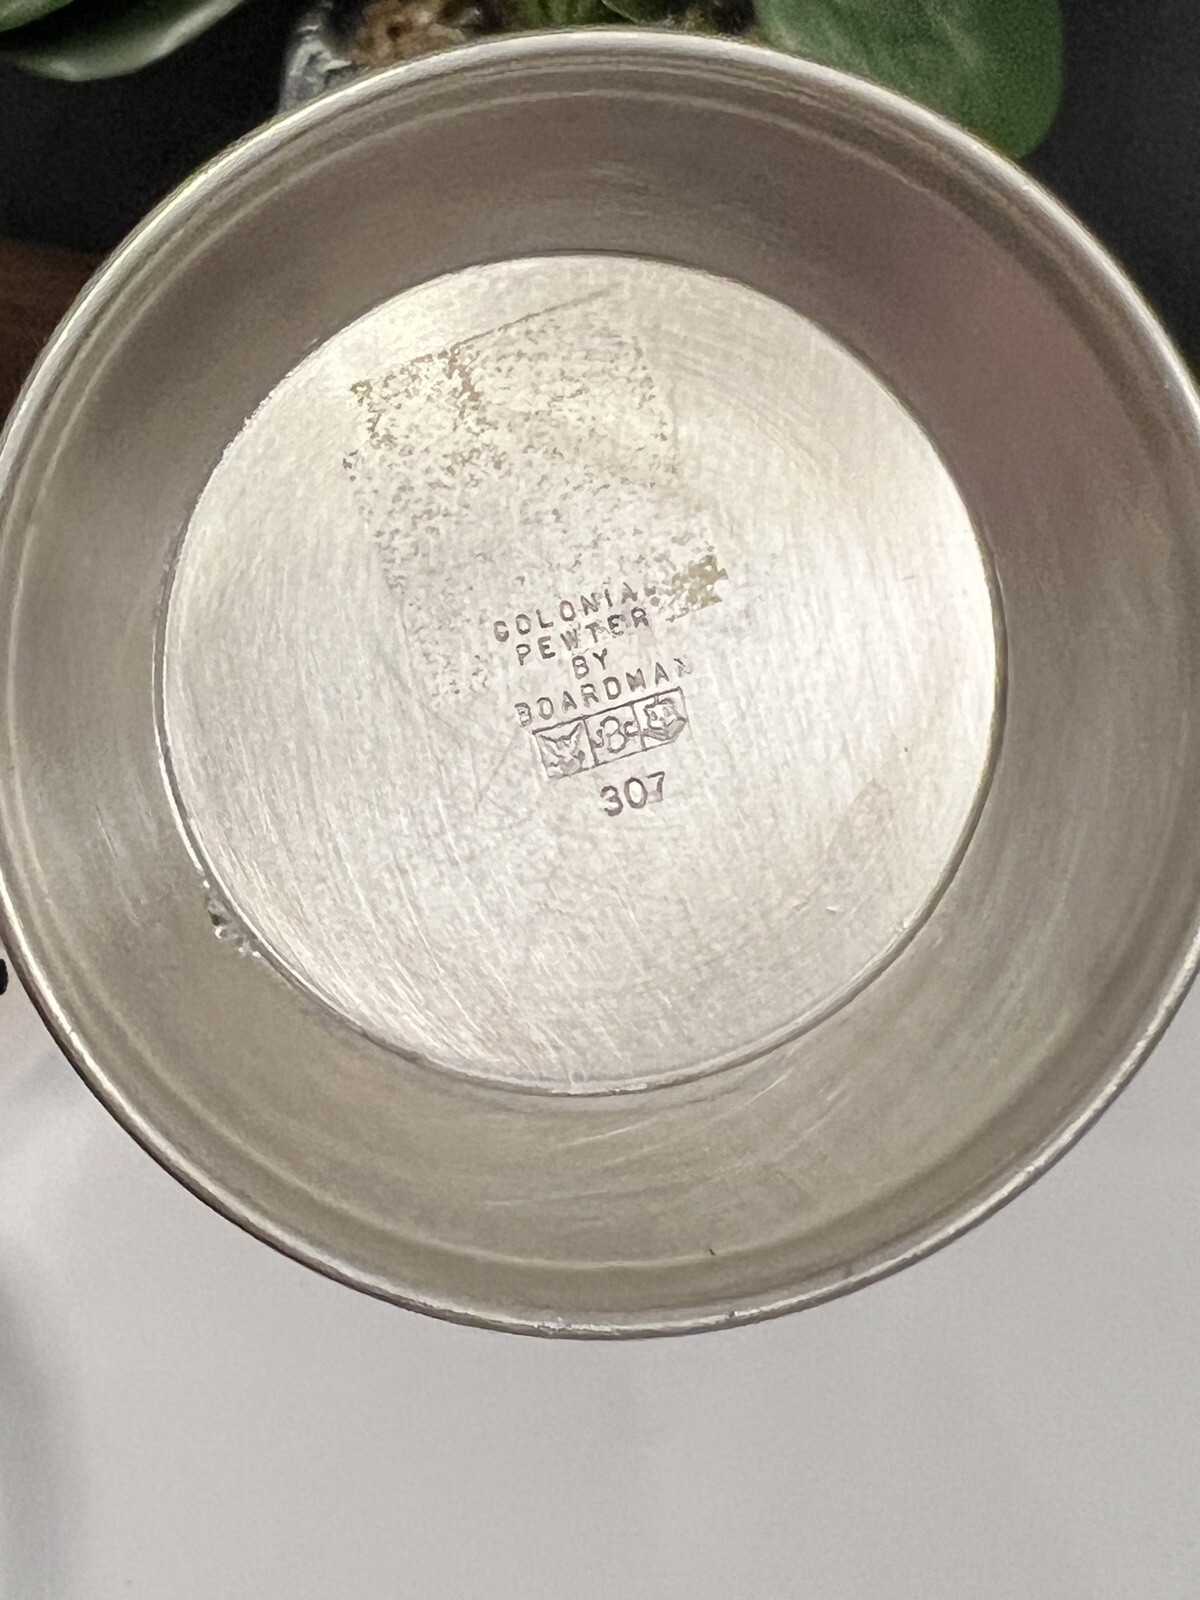 COLONIAL
PEWTER
BY
BOARDMAN
307